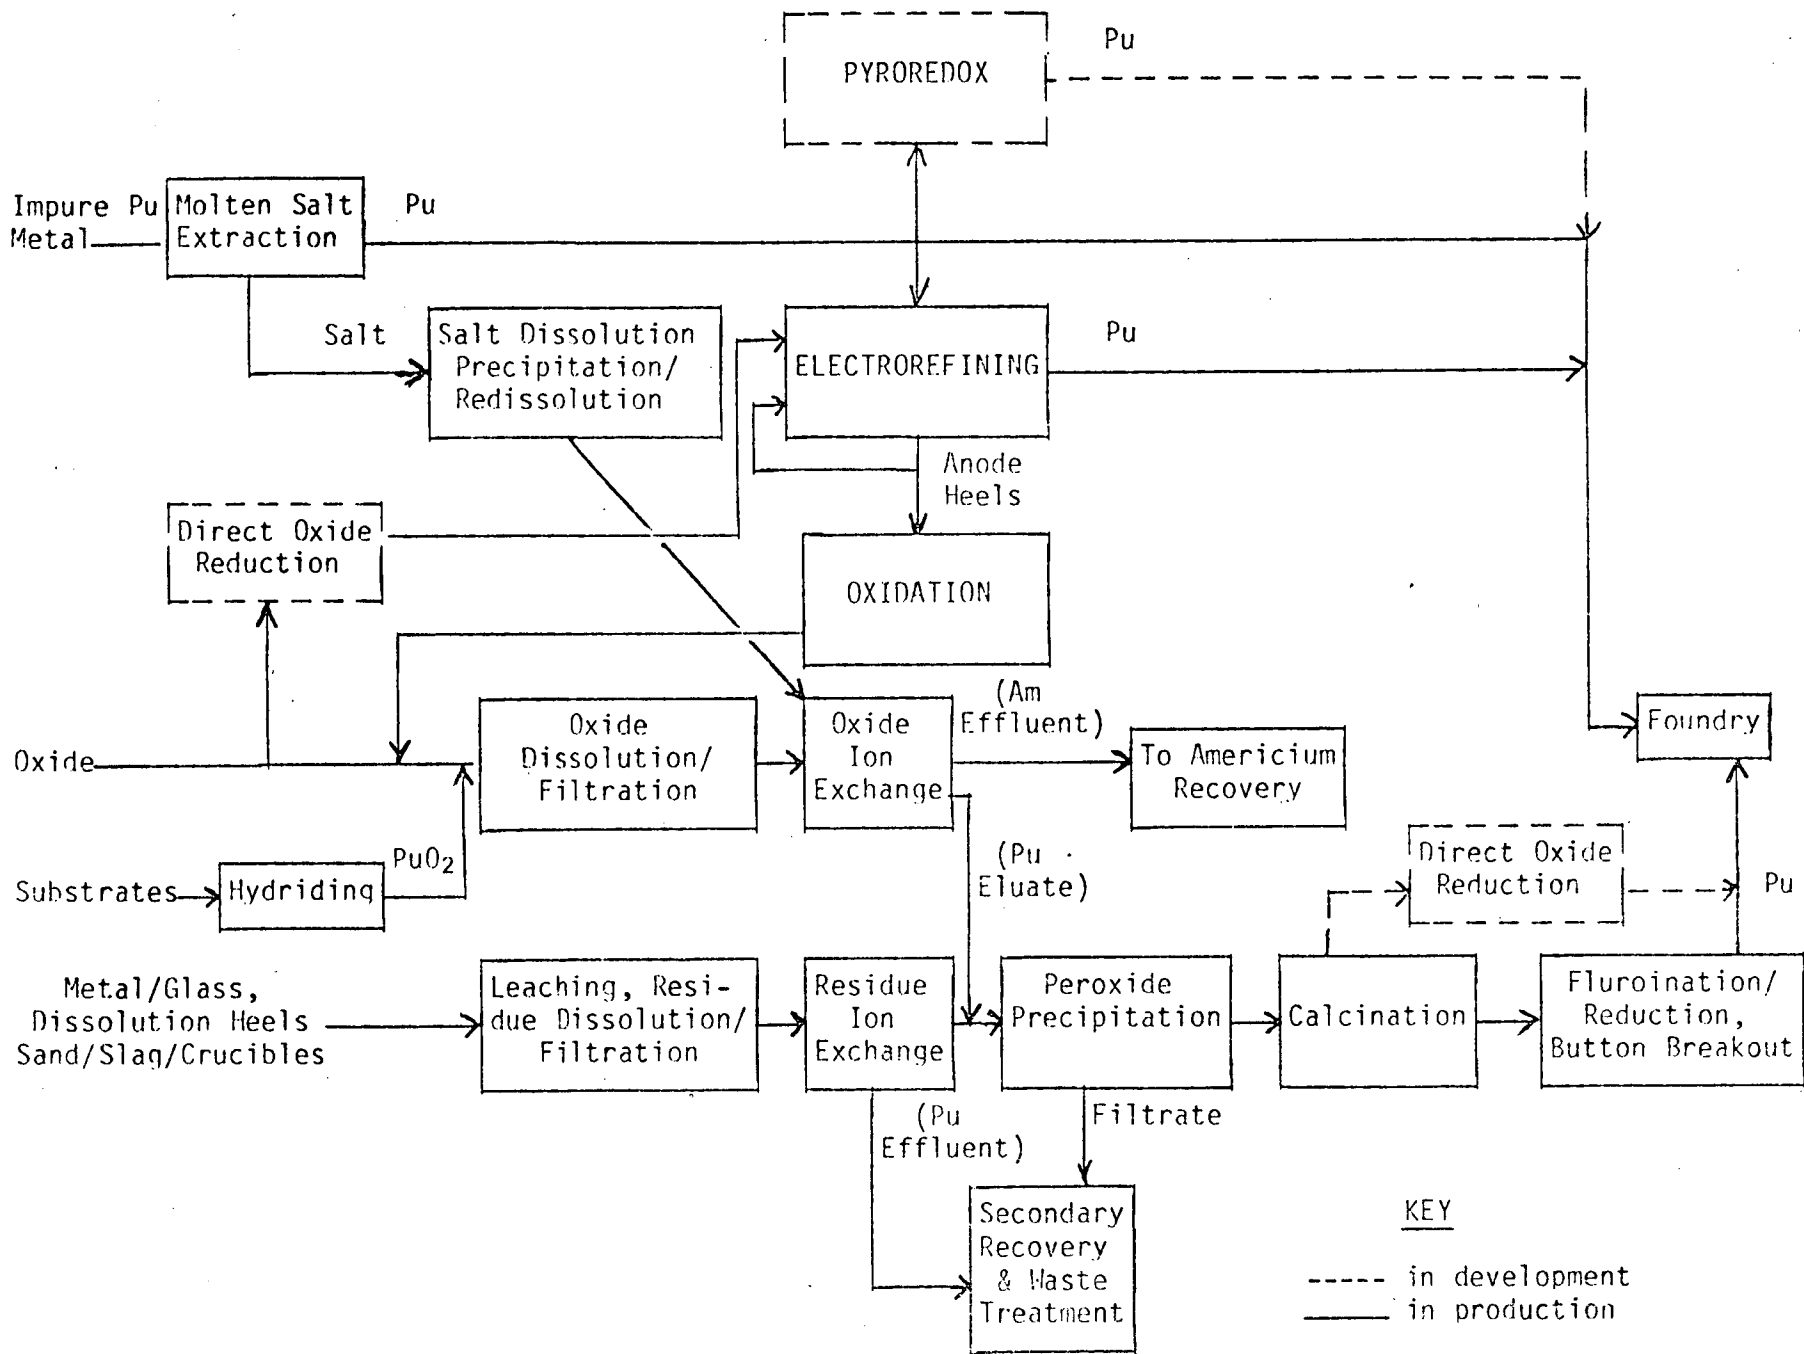 Pu
PYROREDOX
Impure Pu
Metal
Molten Salt
Extraction
Pu
Salt
Salt Dissolution
Precipitation/
Redissolution
ELECTROREFINING
Pu
Anode
Heels
Direct Oxide
Reduction
OXIDATION
(Am
Effluent)
Oxide
Oxide
Dissolution/
Filtration
Oxide
Ion
Exchange
To Americium
Recovery
Foundry
Substrates
Hydriding
PuO2
(Pu
Eluate)
Direct Oxide
Reduction
Pu
Metal/Glass,
Dissolution Heels
Sand/Slag/Crucibles
Leaching, Resi-
due Dissolution/
Filtration
Residue
Ion
Exchange
Peroxide
Precipitation
Calcination
Fluroination/
Reduction,
Button Breakout
(Pu
Effluent)
Filtrate
Secondary
Recovery
& Waste
Treatment
KEY
in development
in production